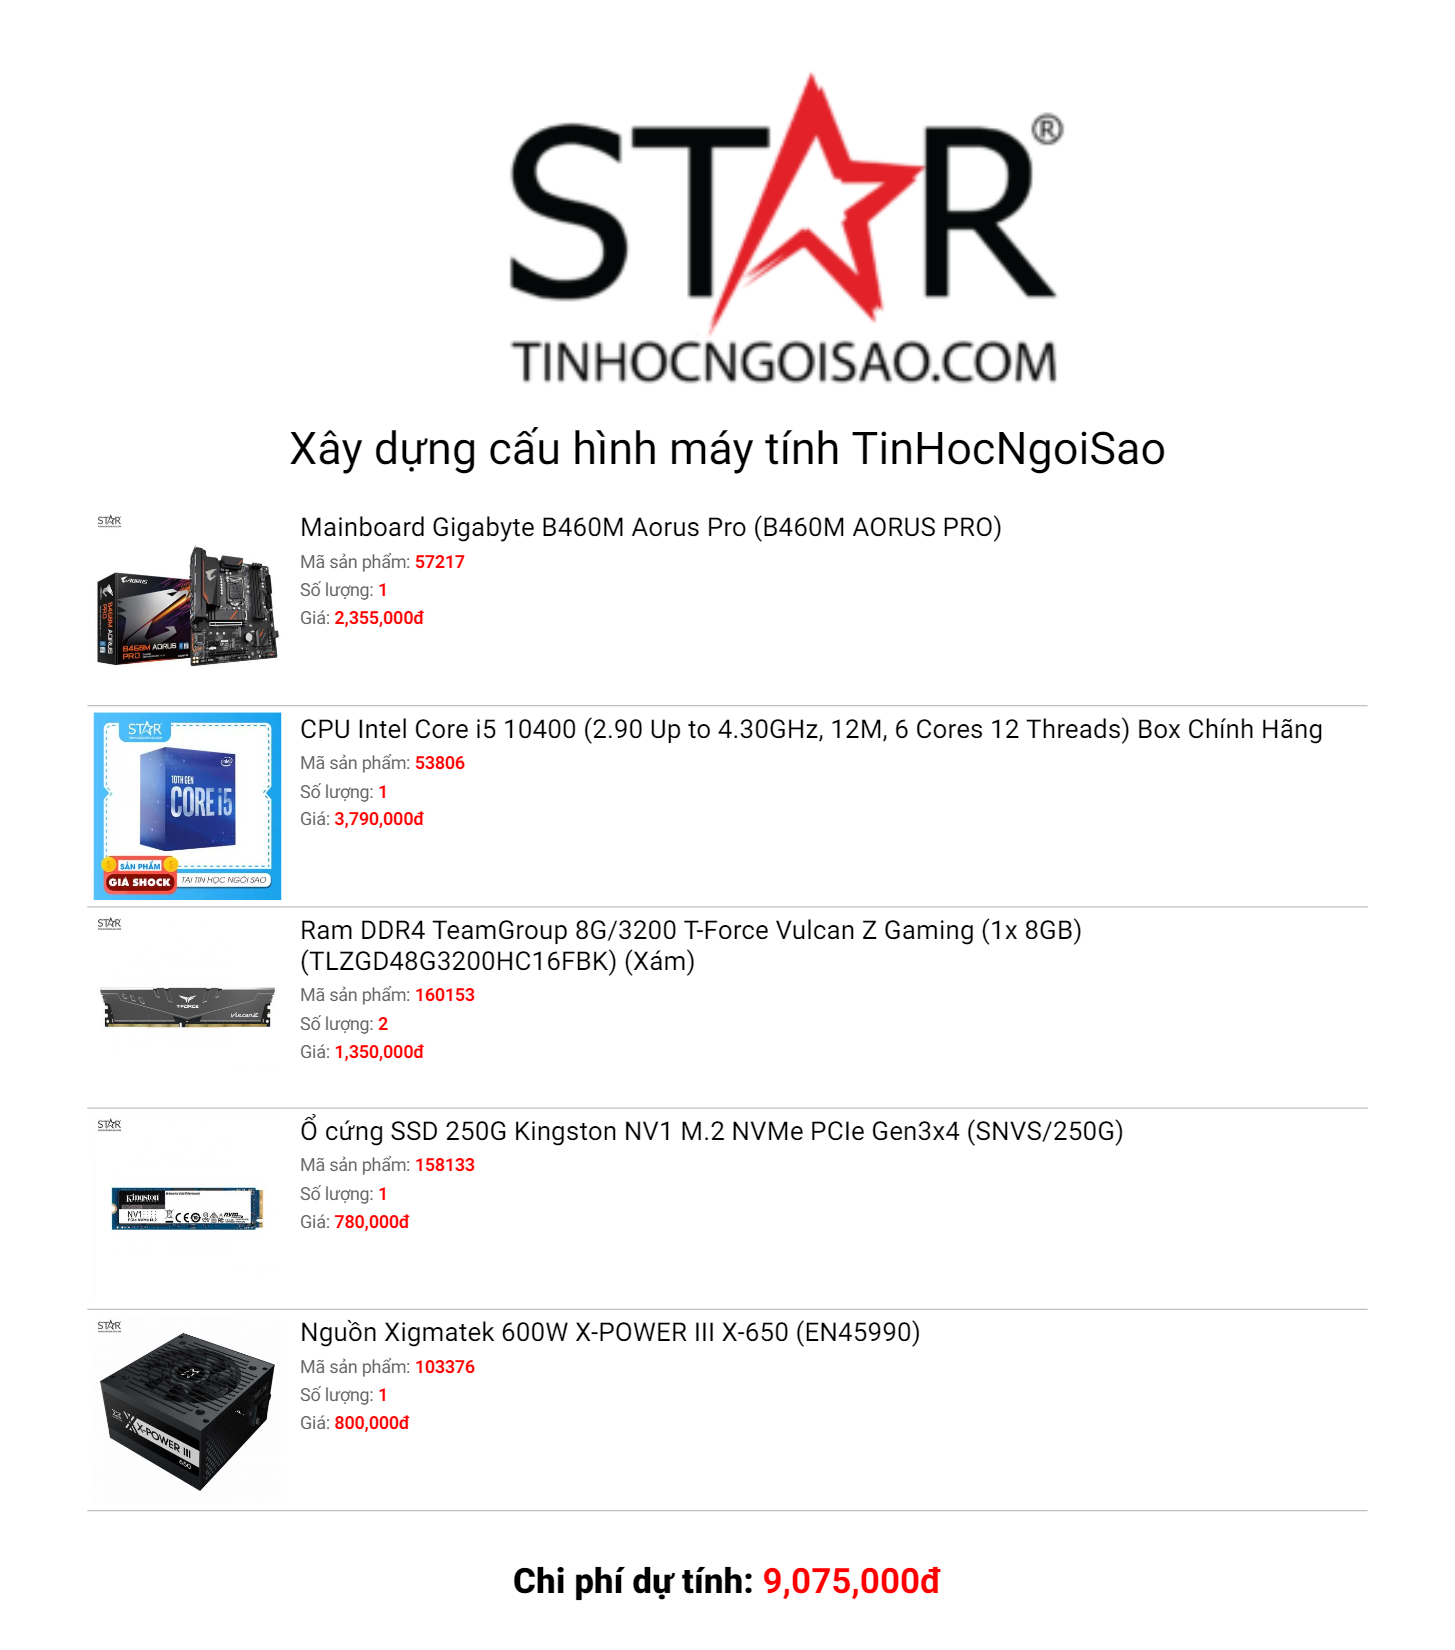 STAR®
TINHOCNGOISAO.COM
Xây dựng cấu hình máy tính TinHocNgoiSao
STAR
AORUS
B460M AORUS
PRO
B460M AORUS PRO
Mainboard Gigabyte B460M Aorus Pro (B460M AORUS PRO)
Mã sản phẩm: 57217
Số lượng: 1
Giá: 2,355,000đ
STAR
intel
10TH GEN
CORE i5
SẢN PHẨM
GIÁ SHOCK
TẠI TIN HỌC NGÔI SAO
CPU Intel Core i5 10400 (2.90 Up to 4.30GHz, 12M, 6 Cores 12 Threads) Box Chính Hãng
Mã sản phẩm: 53806
Số lượng: 1
Giá: 3,790,000đ
STAR
T-FORCE
VulcanZ
Ram DDR4 TeamGroup 8G/3200 T-Force Vulcan Z Gaming (1x 8GB)
(TLZGD48G3200HC16FBK) (Xám)
Mã sản phẩm: 160153
Số lượng: 2
Giá: 1,350,000đ
STAR
Kingston
NV1
Ổ cứng SSD 250G Kingston NV1 M.2 NVMe PCIe Gen3x4 (SNVS/250G)
Mã sản phẩm: 158133
Số lượng: 1
Giá: 780,000đ
STAR
X-POWER III
650
Nguồn Xigmatek 600W X-POWER III X-650 (EN45990)
Mã sản phẩm: 103376
Số lượng: 1
Giá: 800,000đ
Chi phí dự tính: 9,075,000đ